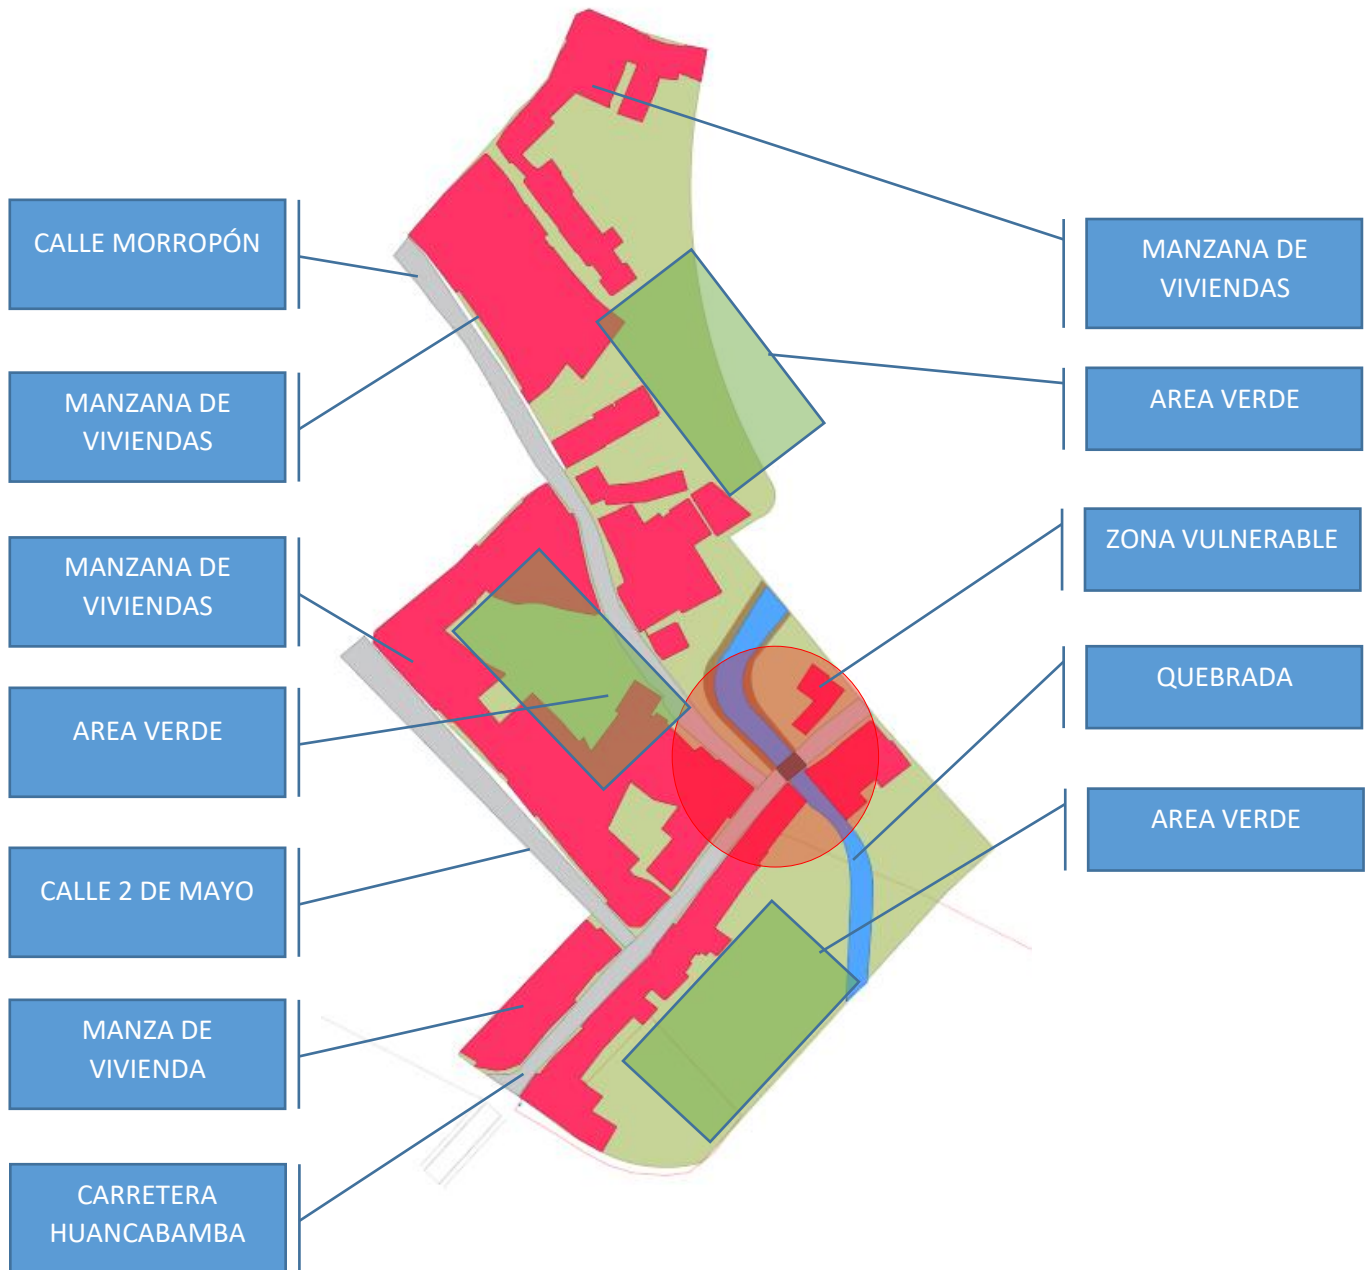 CALLE MORROPÓN
MANZANA DE
VIVIENDAS
MANZANA DE
VIVIENDAS
AREA VERDE
CALLE 2 DE MAYO
MANZA DE
VIVIENDA
CARRETERA
HUANCABAMBA
MANZANA DE
VIVIENDAS
AREA VERDE
ZONA VULNERABLE
QUEBRADA
AREA VERDE